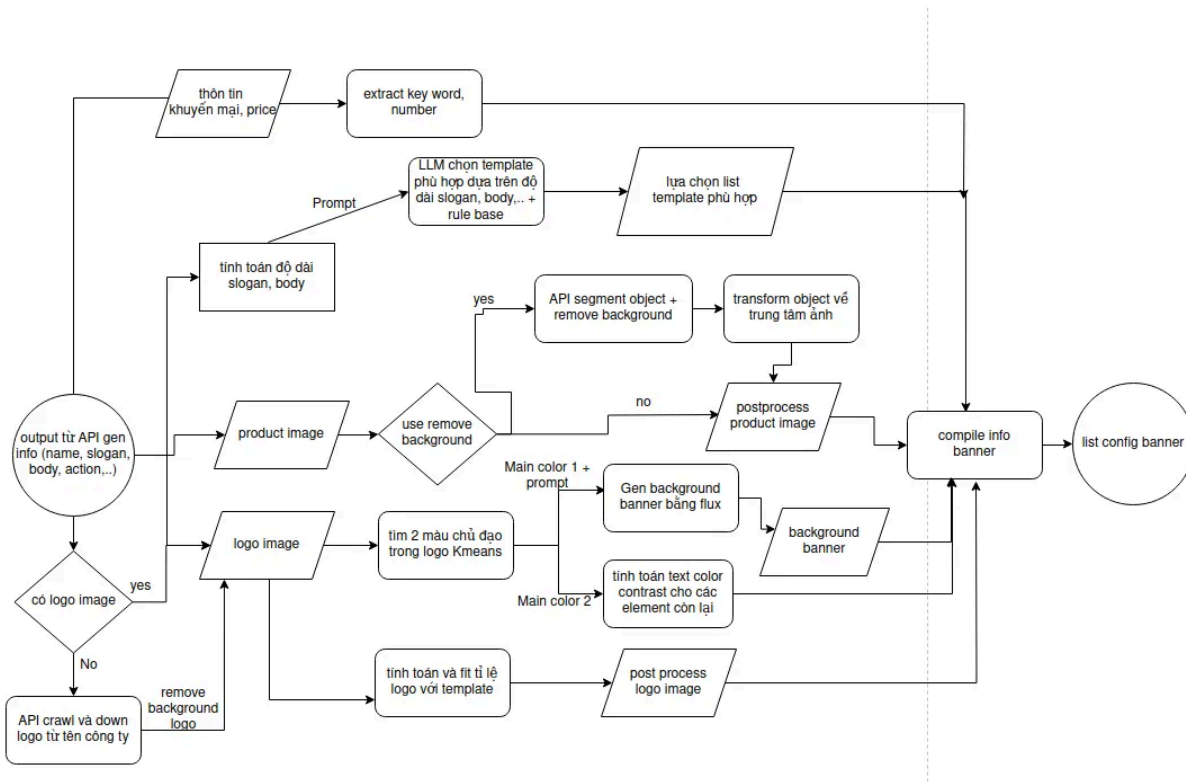 thôn tin
khuyến mại, price
extract key word,
number
LLM chọn template
phù hợp dựa trên độ
dài slogan, body,.. +
rule base
lựa chọn list
template phù hợp
Prompt
tính toán độ dài
slogan, body
yes
API segment object +
remove background
transform object về
trung tâm ảnh
output từ API gen
info (name, slogan,
body, action,..)
product image
use remove
background
no
postprocess
product image
compile info
banner
list config banner
Main color 1 +
prompt
Gen background
banner bằng flux
logo image
tìm 2 màu chủ đạo
trong logo Kmeans
background
banner
Main color 2
tính toán text color
contrast cho các
element còn lại
có logo image
yes
No
tính toán và fit tỉ lệ
logo với template
post process
logo image
API crawl và down
logo từ tên công ty
remove
background
logo